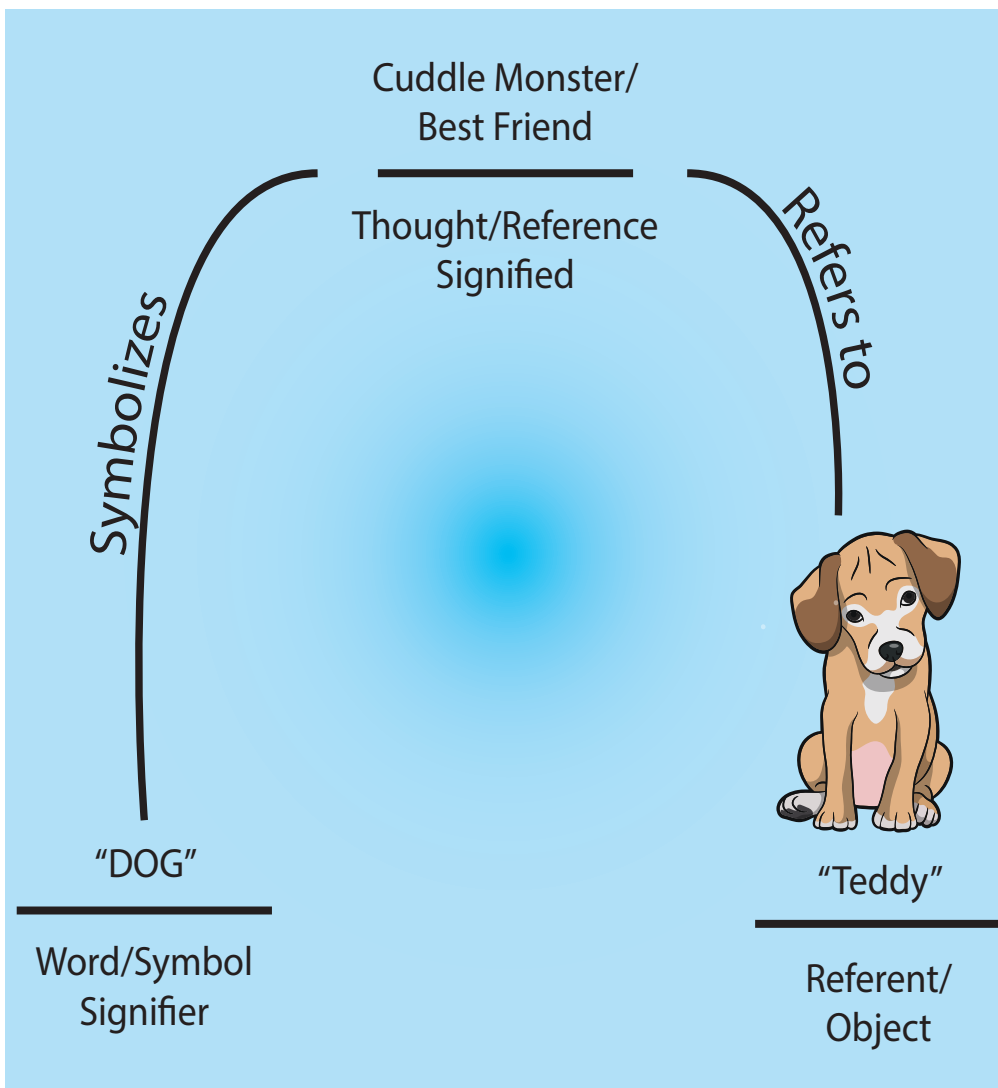 Cuddle Monster/
Best Friend
Thought/Reference
Signified
Symbolizes
Refers to
“DOG”
Word/Symbol
Signifier
“Teddy”
Referent/
Object